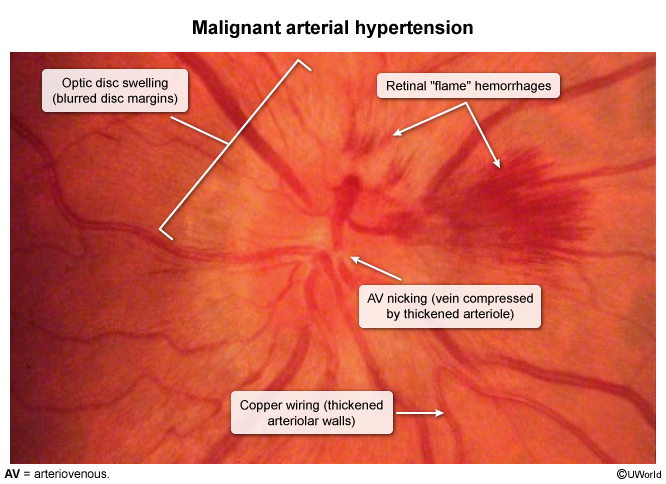 Malignant arterial hypertension
Optic disc swelling
(blurred disc margins)
Retinal "flame" hemorrhages
AV nicking (vein compressed
by thickened arteriole)
Copper wiring (thickened
arteriolar walls)
AV = arteriovenous.
©UWorld